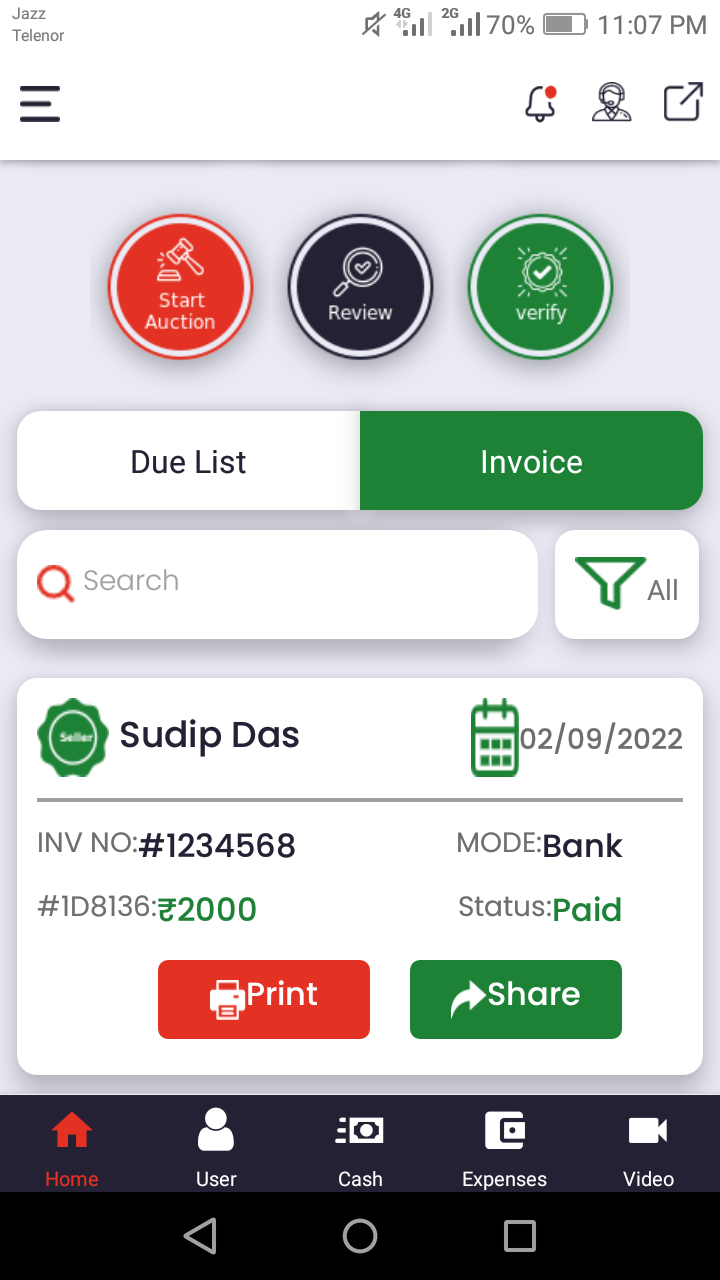 Jazz
Telenor
4G 2G 70% 11:07 PM
Start
Auction
Review
verify
Due List
Invoice
Search
All
Seller
Sudip Das
02/09/2022
INV NO:#1234568
MODE:Bank
#1D8136:₹2000
Status:Paid
Print
Share
Home
User
Cash
Expenses
Video